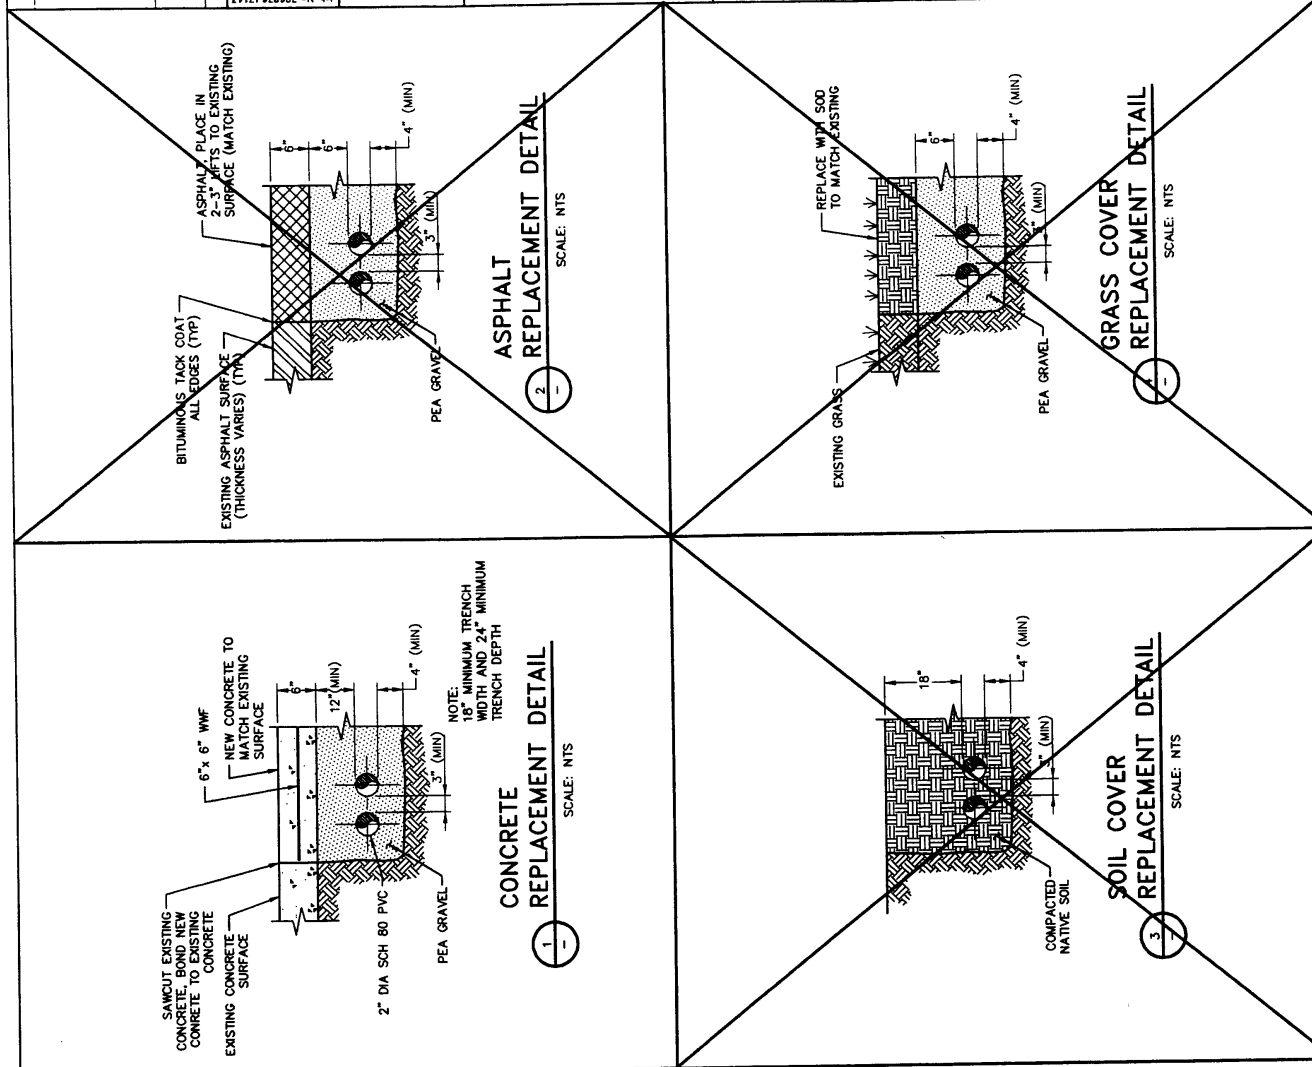 ASPHALT, PLACE IN
2-3" LIFTS TO EXISTING
SURFACE (MATCH EXISTING)
BITUMINOUS TACK COAT
ALL EDGES (TYP)
EXISTING ASPHALT SURFACE
(THICKNESS VARIES) (TYP)
6"
6"
4" (MIN)
3" (MIN)
PEA GRAVEL
2
-
ASPHALT
REPLACEMENT DETAIL
SCALE: NTS
REPLACE WITH SOD
TO MATCH EXISTING
EXISTING GRASS
6"
4" (MIN)
(MIN)
PEA GRAVEL
-
GRASS COVER
REPLACEMENT DETAIL
SCALE: NTS
SAWCUT EXISTING
CONCRETE, BOND NEW
CONRETE TO EXISTING
CONCRETE
EXISTING CONCRETE
SURFACE
6"x 6" WWF
NEW CONCRETE TO
MATCH EXISTING
SURFACE
6"
12"(MIN)
4" (MIN)
3" (MIN)
2" DIA SCH 80 PVC
PEA GRAVEL
NOTE:
18" MINIMUM TRENCH
WIDTH AND 24" MINIMUM
TRENCH DEPTH
1
-
CONCRETE
REPLACEMENT DETAIL
SCALE: NTS
18"
4" (MIN)
3" (MIN)
COMPACTED
NATIVE SOIL
3
-
SOIL COVER
REPLACEMENT DETAIL
SCALE: NTS